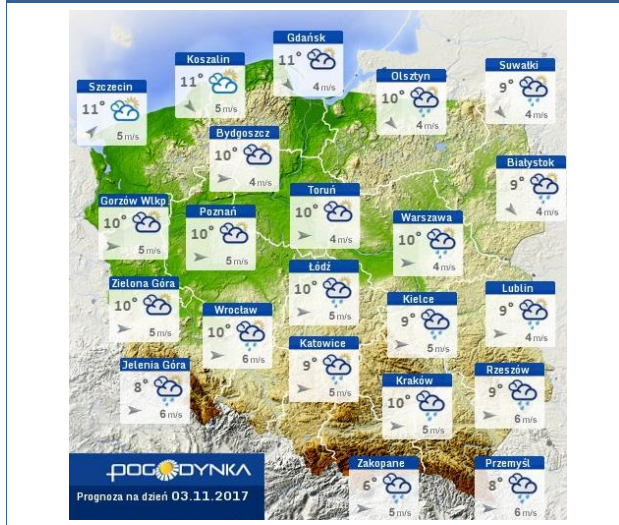 Gdańsk
11°
4 m/s
Koszalin
11°
5 m/s
Suwałki
9°
4 m/s
Olsztyn
10°
4 m/s
Szczecin
11°
5 m/s
Bydgoszcz
10°
4 m/s
Białystok
9°
4 m/s
Toruń
10°
4 m/s
Gorzów Wlkp
10°
5 m/s
Poznań
10°
5 m/s
Warszawa
10°
4 m/s
Łódź
10°
5 m/s
Zielona Góra
10°
5 m/s
Lublin
9°
4 m/s
Kielce
9°
5 m/s
Wrocław
10°
6 m/s
Katowice
9°
5 m/s
Jelenia Góra
8°
6 m/s
Rzeszów
9°
6 m/s
Kraków
10°
5 m/s
Zakopane
6°
5 m/s
Przemyśl
8°
6 m/s
POGODYNKA
Prognoza na dzień 03.11.2017